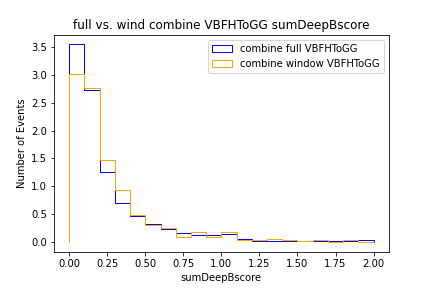 full vs. wind combine VBFHToGG sumDeepBscore
combine full VBFHToGG
combine window VBFHToGG
Number of Events
3.5
3.0
2.5
2.0
1.5
1.0
0.5
0.0
0.00 0.25 0.50 0.75 1.00 1.25 1.50 1.75 2.00
sumDeepBscore